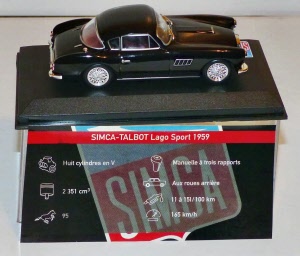 SIMCA-TALBOT Lago Sport 1959
Huit cylindres en V
Manuelle à trois rapports
2 351 cm³
Aux roues arrière
11 à 15l/100 km
95
165 km/h
SIMCA